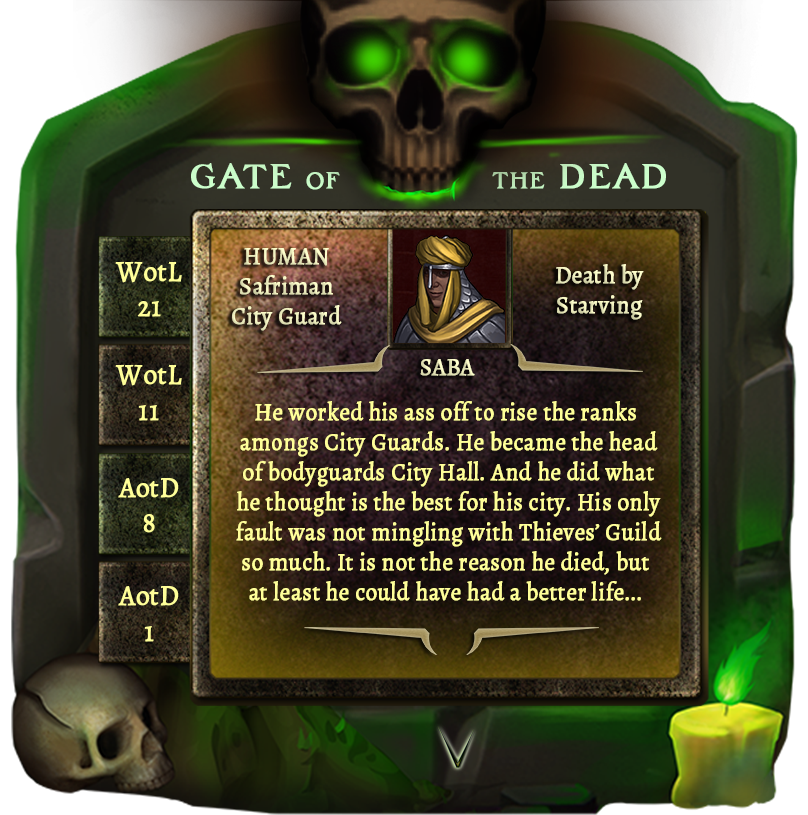 GATE OF THE DEAD
WotL
21
WotL
11
AotD
8
AotD
1
HUMAN
Safriman
City Guard
Death by
Starving
SABA
He worked his ass off to rise the ranks
amongs City Guards. He became the head
of bodyguards City Hall. And he did what
he thought is the best for his city. His only
fault was not mingling with Thieves' Guild
so much. It is not the reason he died, but
at least he could have had a better life...